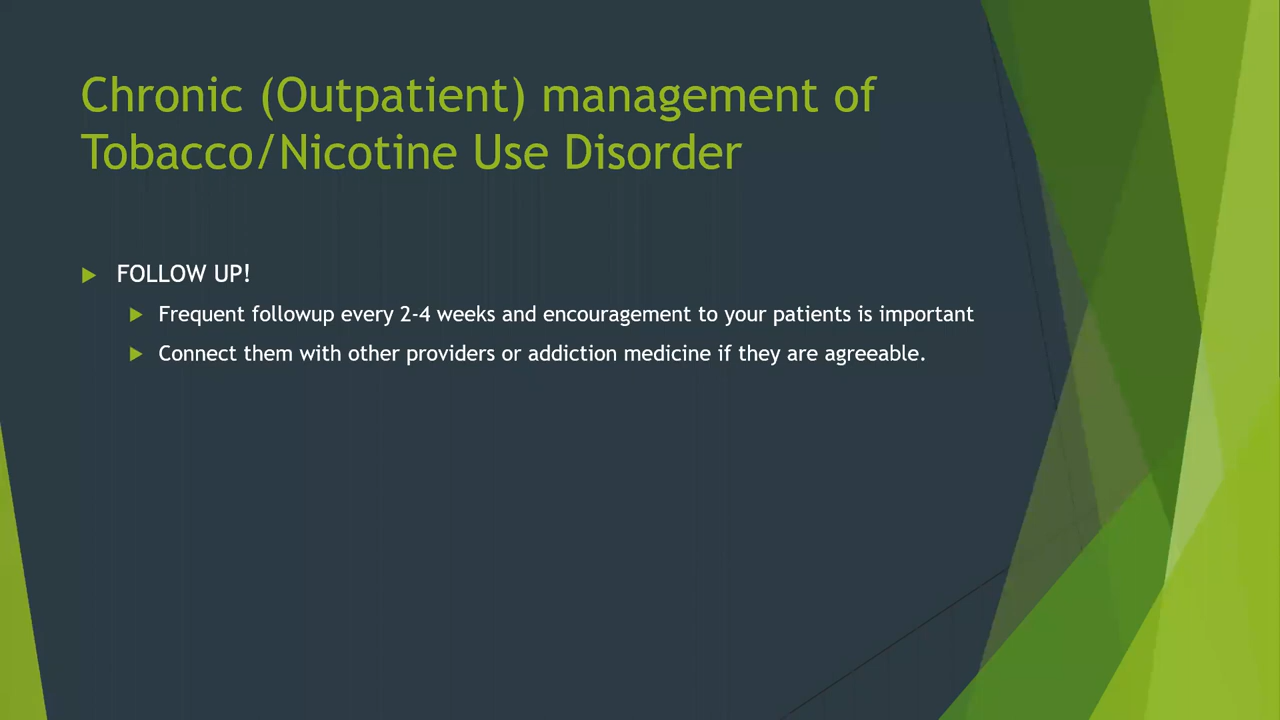 Chronic (Outpatient) management of
Tobacco/Nicotine Use Disorder
FOLLOW UP!
Frequent followup every 2-4 weeks and encouragement to your patients is important
Connect them with other providers or addiction medicine if they are agreeable.